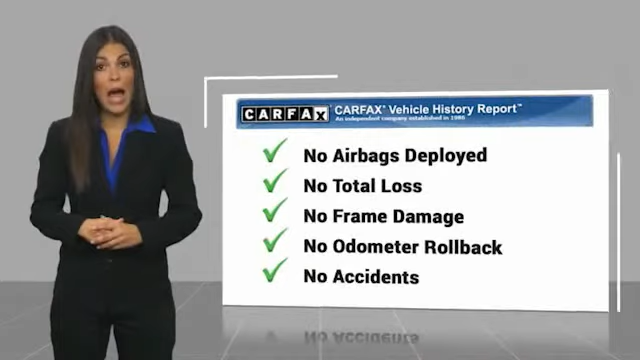 CARFAX CARFAX® Vehicle History Report™
An independent company established in 1986
No Airbags Deployed
No Total Loss
No Frame Damage
No Odometer Rollback
No Accidents